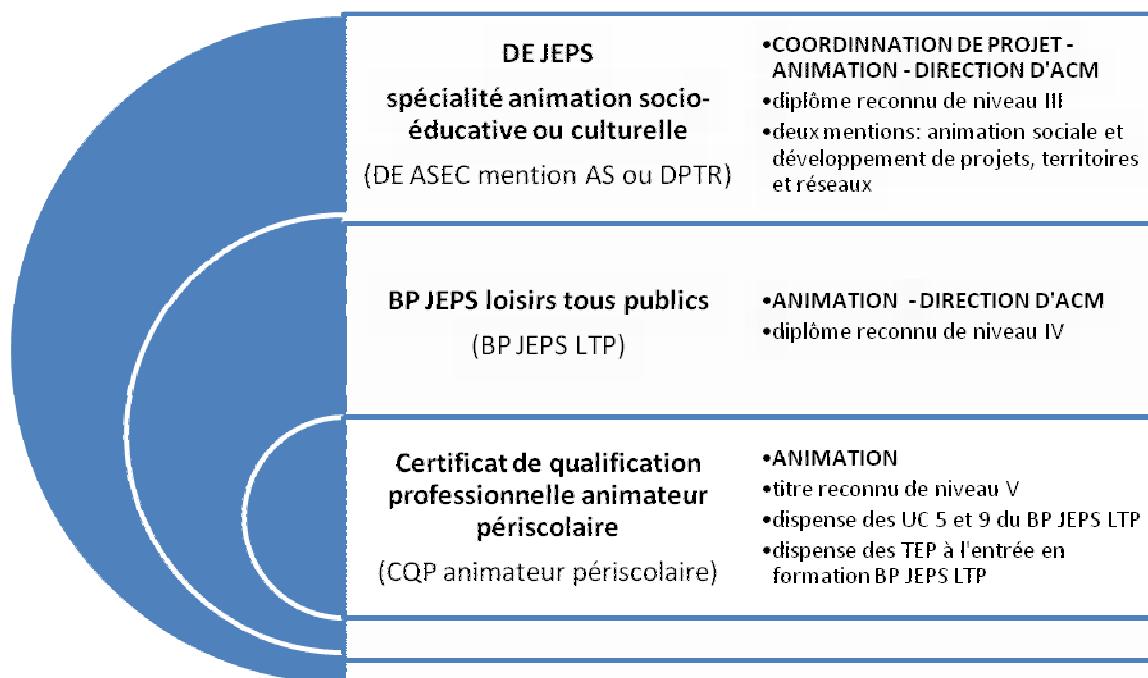 DE JEPS
spécialité animation socio-
éducative ou culturelle
(DE ASEC mention AS ou DPTR)
•COORDINNATION DE PROJET -
ANIMATION - DIRECTION D'ACM
•diplôme reconnu de niveau III
•deux mentions: animation sociale et
développement de projets, territoires
et réseaux
BP JEPS loisirs tous publics
(BP JEPS LTP)
•ANIMATION - DIRECTION D'ACM
•diplôme reconnu de niveau IV
Certificat de qualification
professionnelle animateur
périscolaire
(CQP animateur périscolaire)
•ANIMATION
•titre reconnu de niveau V
•dispense des UC 5 et 9 du BP JEPS LTP
•dispense des TEP à l'entrée en
formation BP JEPS LTP